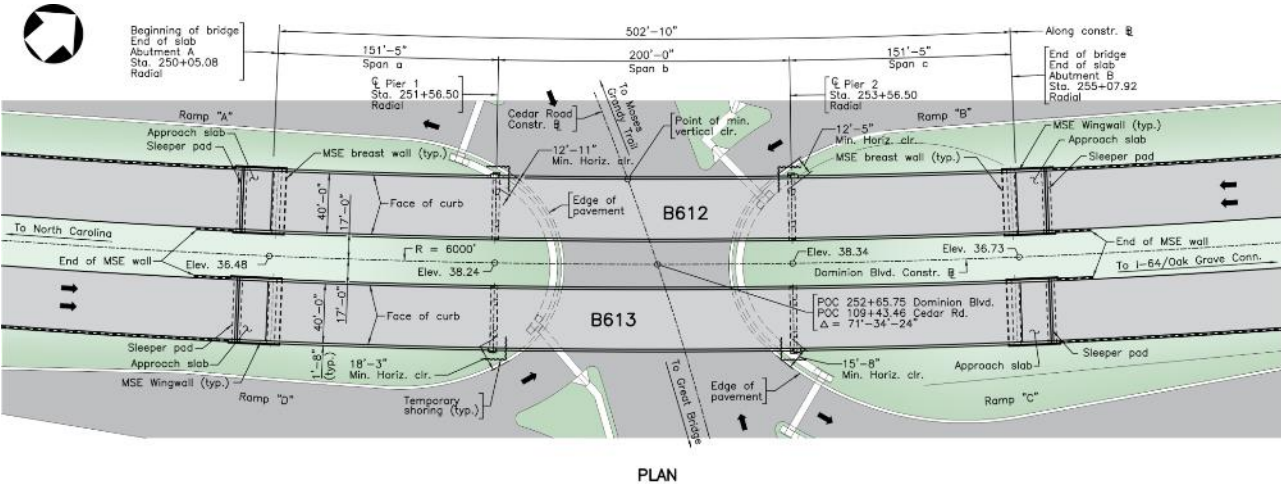 Beginning of bridge
End of slab
Abutment A
Sta. 250+05.08
Radial
502'-10"
Along constr. ℄
151'-5"
Span a
200'-0"
Span b
151'-5"
Span c
End of bridge
End of slab
Abutment B
Sta. 255+07.92
Radial
℄ Pier 1
Sta. 251+56.50
Radial
To Moses
Grandy Trail
℄ Pier 2
Sta. 253+56.50
Radial
Ramp "A"
Approach slab
Sleeper pad
Cedar Road
Constr. ℄
Point of min.
vertical clr.
12'-5"
Min. Horiz. clr.
Ramp "B"
MSE Wingwall (typ.)
Approach slab
Sleeper pad
MSE breast wall (typ.)
12'-11"
Min. Horiz. clr.
MSE breast wall (typ.)
40'-0"
17'-0"
Face of curb
Edge of
pavement
B612
To North Carolina
End of MSE wall
R = 6000'
Elev. 36.48
Elev. 38.24
Elev. 38.34
Elev. 36.73
Dominion Blvd. Constr. ℄
End of MSE wall
To I-64/Oak Grove Conn.
40'-0"
17'-0"
Face of curb
B613
POC 252+65.75 Dominion Blvd.
POC 109+43.46 Cedar Rd.
Δ = 71°-34'-24"
Sleeper pad
Approach slab
MSE Wingwall (typ.)
1'-8"
(typ.)
18'-3"
Min. Horiz. clr.
To Great Bridge
Edge of
pavement
15'-8"
Min. Horiz. clr.
Approach slab
Sleeper pad
Ramp "D"
Temporary
shoring (typ.)
Ramp "C"
PLAN